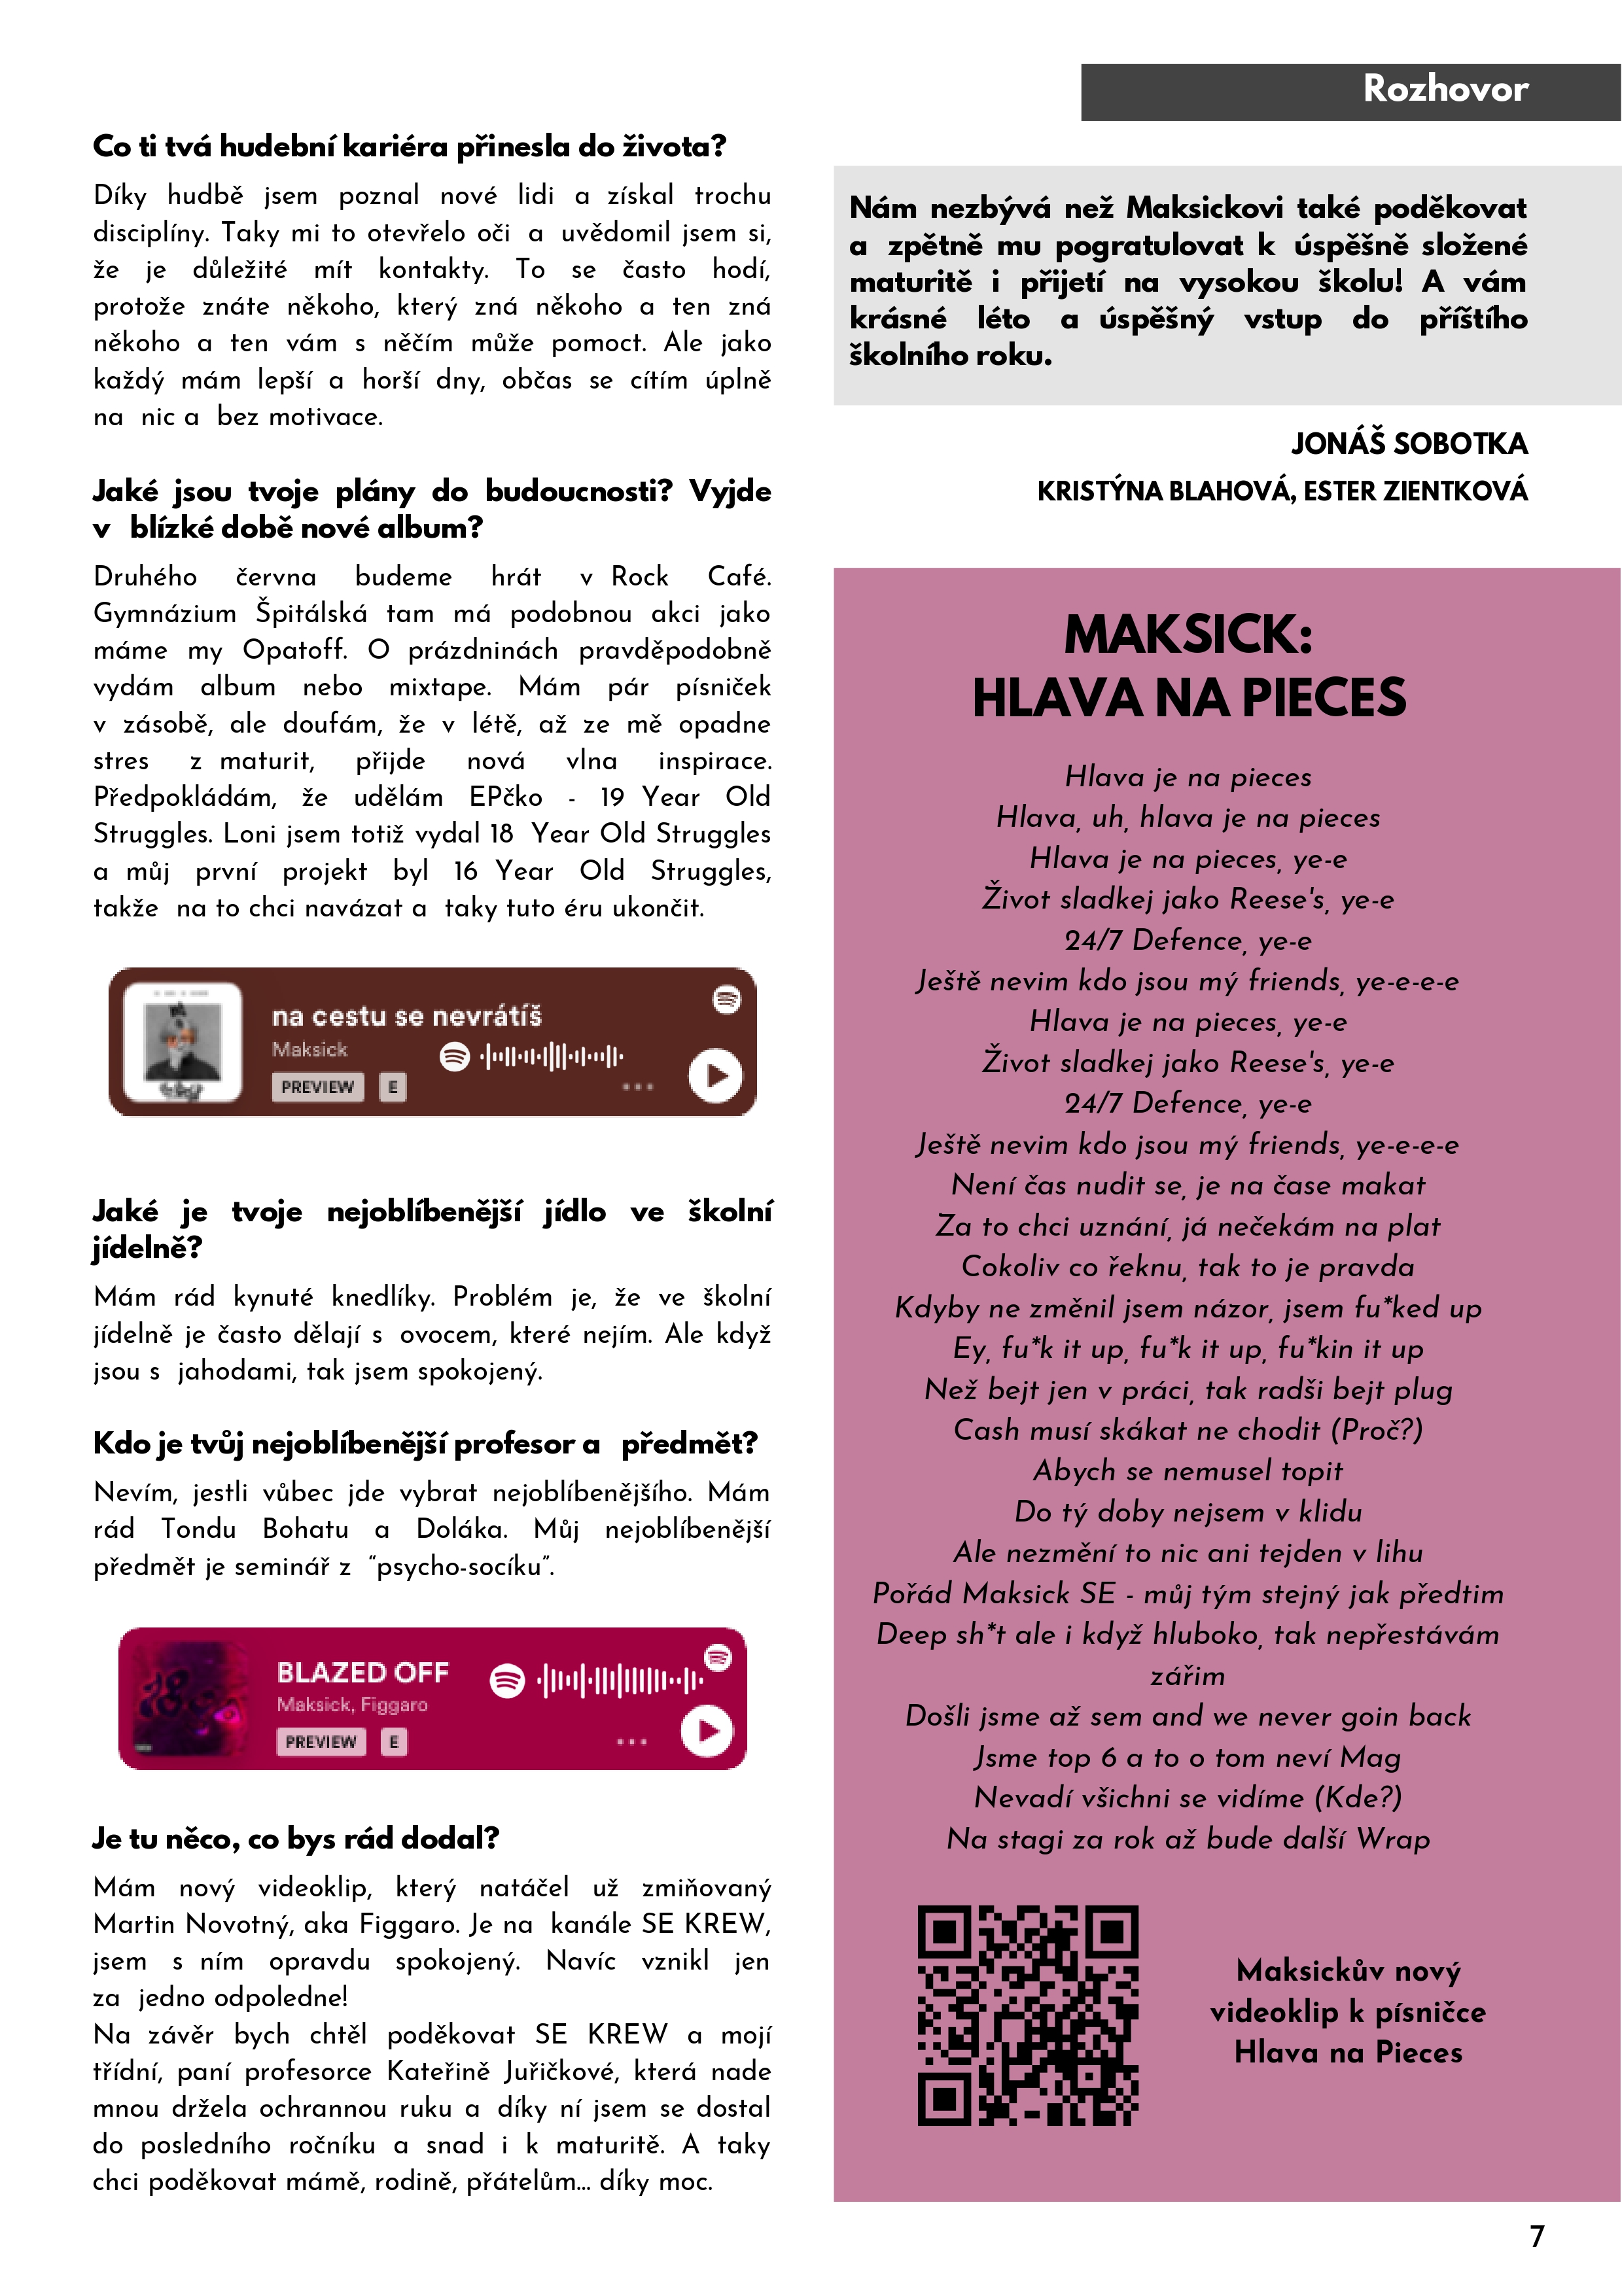 Rozhovor
Co ti tvá hudební kariéra přinesla do života?
Díky hudbě jsem poznal nové lidi a získal trochu
disciplíny. Taky mi to otevřelo oči a uvědomil jsem si,
že je důležité mít kontakty. To se často hodí,
protože znáte někoho, který zná někoho a ten zná
někoho a ten vám s něčím může pomoct. Ale jako
každý mám lepší a horší dny, občas se cítím úplně
na nic a bez motivace.
Jaké jsou tvoje plány do budoucnosti? Vyjde
v blízké době nové album?
Druhého června budeme hrát v Rock Café.
Gymnázium Špitálská tam má podobnou akci jako
máme my Opatoff. O prázdninách pravděpodobně
vydám album nebo mixtape. Mám pár písniček
v zásobě, ale doufám, že v létě, až ze mě opadne
stres z maturit, přijde nová vlna inspirace.
Předpokládám, že udělám EPčko - 19 Year Old
Struggles. Loni jsem totiž vydal 18 Year Old Struggles
a můj první projekt byl 16 Year Old Struggles,
takže na to chci navázat a taky tuto éru ukončit.
na cestu se nevrátíš
Maksick
PREVIEW E
Jaké je tvoje nejoblíbenější jídlo ve školní
jídelně?
Mám rád kynuté knedlíky. Problém je, že ve školní
jídelně je často dělají s ovocem, které nejím. Ale když
jsou s jahodami, tak jsem spokojený.
Kdo je tvůj nejoblíbenější profesor a předmět?
Nevím, jestli vůbec jde vybrat nejoblíbenějšího. Mám
rád Tondu Bohatu a Doláka. Můj nejoblíbenější
předmět je seminář z “psycho-socíku”.
BLAZED OFF
Maksick, Figgaro
PREVIEW E
Je tu něco, co bys rád dodal?
Mám nový videoklip, který natáčel už zmiňovaný
Martin Novotný, aka Figgaro. Je na kanále SE KREW,
jsem s ním opravdu spokojený. Navíc vznikl jen
za jedno odpoledne!
Na závěr bych chtěl poděkovat SE KREW a mojí
třídní, paní profesorce Kateřině Juřičkové, která nade
mnou držela ochrannou ruku a díky ní jsem se dostal
do posledního ročníku a snad i k maturitě. A taky
chci poděkovat mámě, rodině, přátelům... díky moc.
Nám nezbývá než Maksickovi také poděkovat
a zpětně mu pogratulovat k úspěšně složené
maturitě i přijetí na vysokou školu! A vám
krásné léto a úspěšný vstup do příštího
školního roku.
JONÁŠ SOBOTKA
KRISTÝNA BLAHOVÁ, ESTER ZIENTKOVÁ
MAKSICK:
HLAVA NA PIECES
Hlava je na pieces
Hlava, uh, hlava je na pieces
Hlava je na pieces, ye-e
Život sladkej jako Reese's, ye-e
24/7 Defence, ye-e
Ještě nevim kdo jsou mý friends, ye-e-e-e
Hlava je na pieces, ye-e
Život sladkej jako Reese's, ye-e
24/7 Defence, ye-e
Ještě nevim kdo jsou mý friends, ye-e-e-e
Není čas nudit se, je na čase makat
Za to chci uznání, já nečekám na plat
Cokoliv co řeknu, tak to je pravda
Kdyby ne změnil jsem názor, jsem fu*ked up
Ey, fu*k it up, fu*k it up, fu*kin it up
Než bejt jen v práci, tak radši bejt plug
Cash musí skákat ne chodit (Proč?)
Abych se nemusel topit
Do tý doby nejsem v klidu
Ale nezmění to nic ani tejden v lihu
Pořád Maksick SE - můj tým stejný jak předtim
Deep sh*t ale i když hluboko, tak nepřestávám
zářim
Došli jsme až sem and we never goin back
Jsme top 6 a to o tom neví Mag
Nevadí všichni se vidíme (Kde?)
Na stagi za rok až bude další Wrap
Maksickův nový
videoklip k písničce
Hlava na Pieces
7